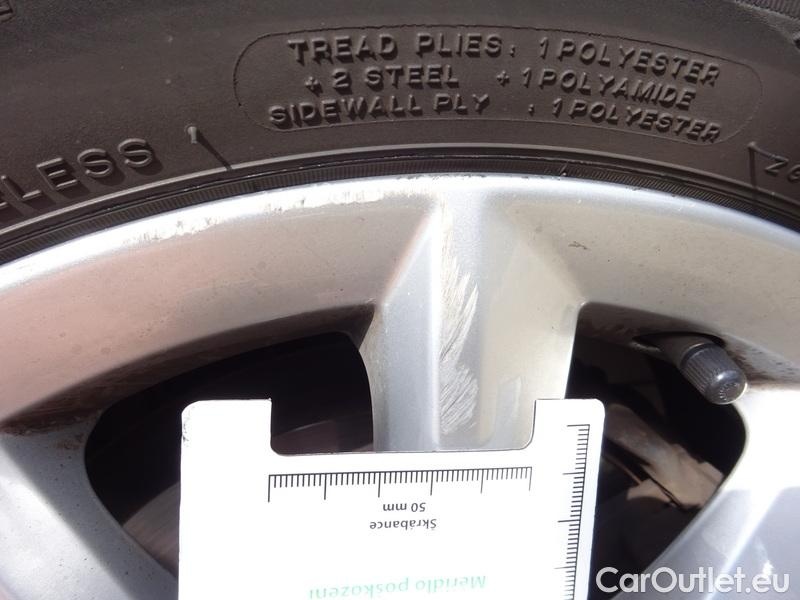 TREAD PLIES: 1 POLYESTER
+ 2 STEEL + 1 POLYAMIDE
SIDEWALL PLY : 1 POLYESTER
50 mm
Škrábance
Měřidlo poškození
CarOutlet.eu